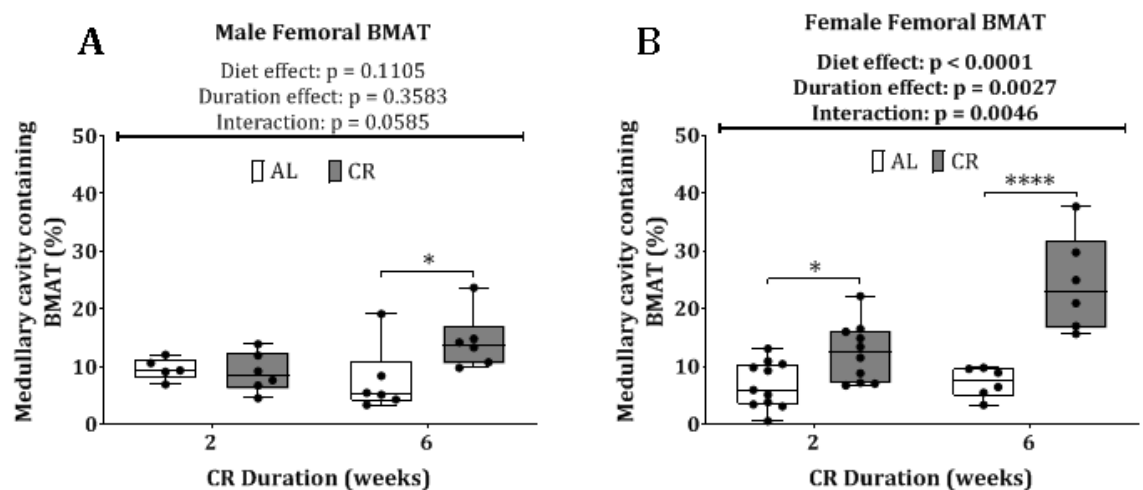 A
Male Femoral BMAT
Diet effect: p = 0.1105
Duration effect: p = 0.3583
Interaction: p = 0.0585
AL CR
Medullary cavity containing
BMAT (%)
50
40
30
20
10
0
*
2 6
CR Duration (weeks)
B
Female Femoral BMAT
Diet effect: p < 0.0001
Duration effect: p = 0.0027
Interaction: p = 0.0046
AL CR
Medullary cavity containing
BMAT (%)
50
40
30
20
10
0
*
****
2 6
CR Duration (weeks)